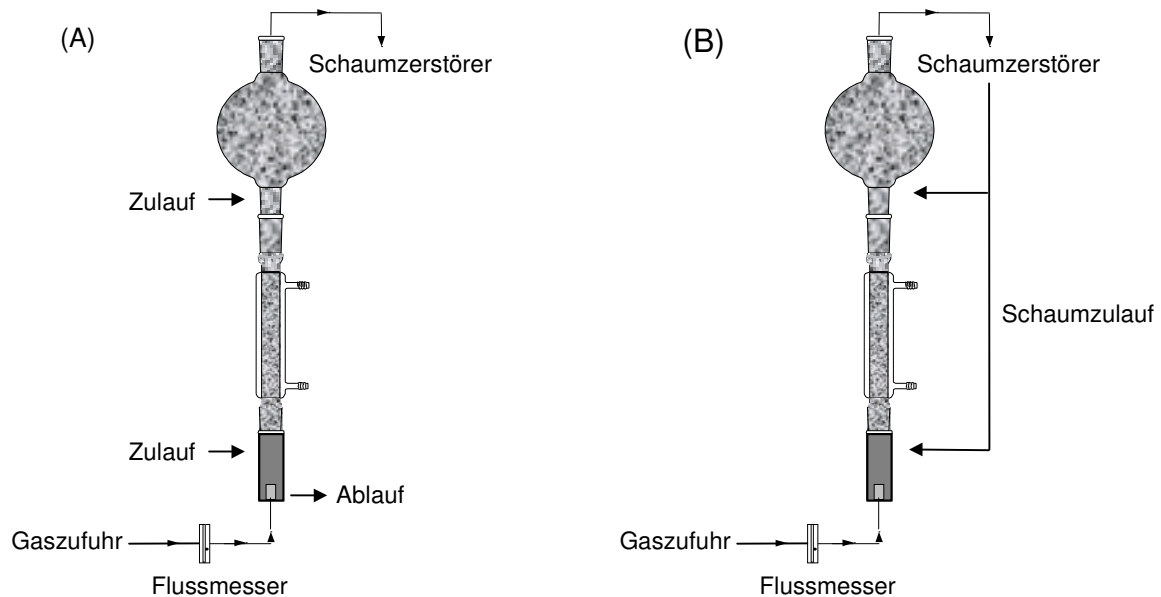 (A)
Schaumzerstörer
Zulauf
Zulauf
Ablauf
Gaszufuhr
Flussmesser
(B)
Schaumzerstörer
Schaumzulauf
Gaszufuhr
Flussmesser